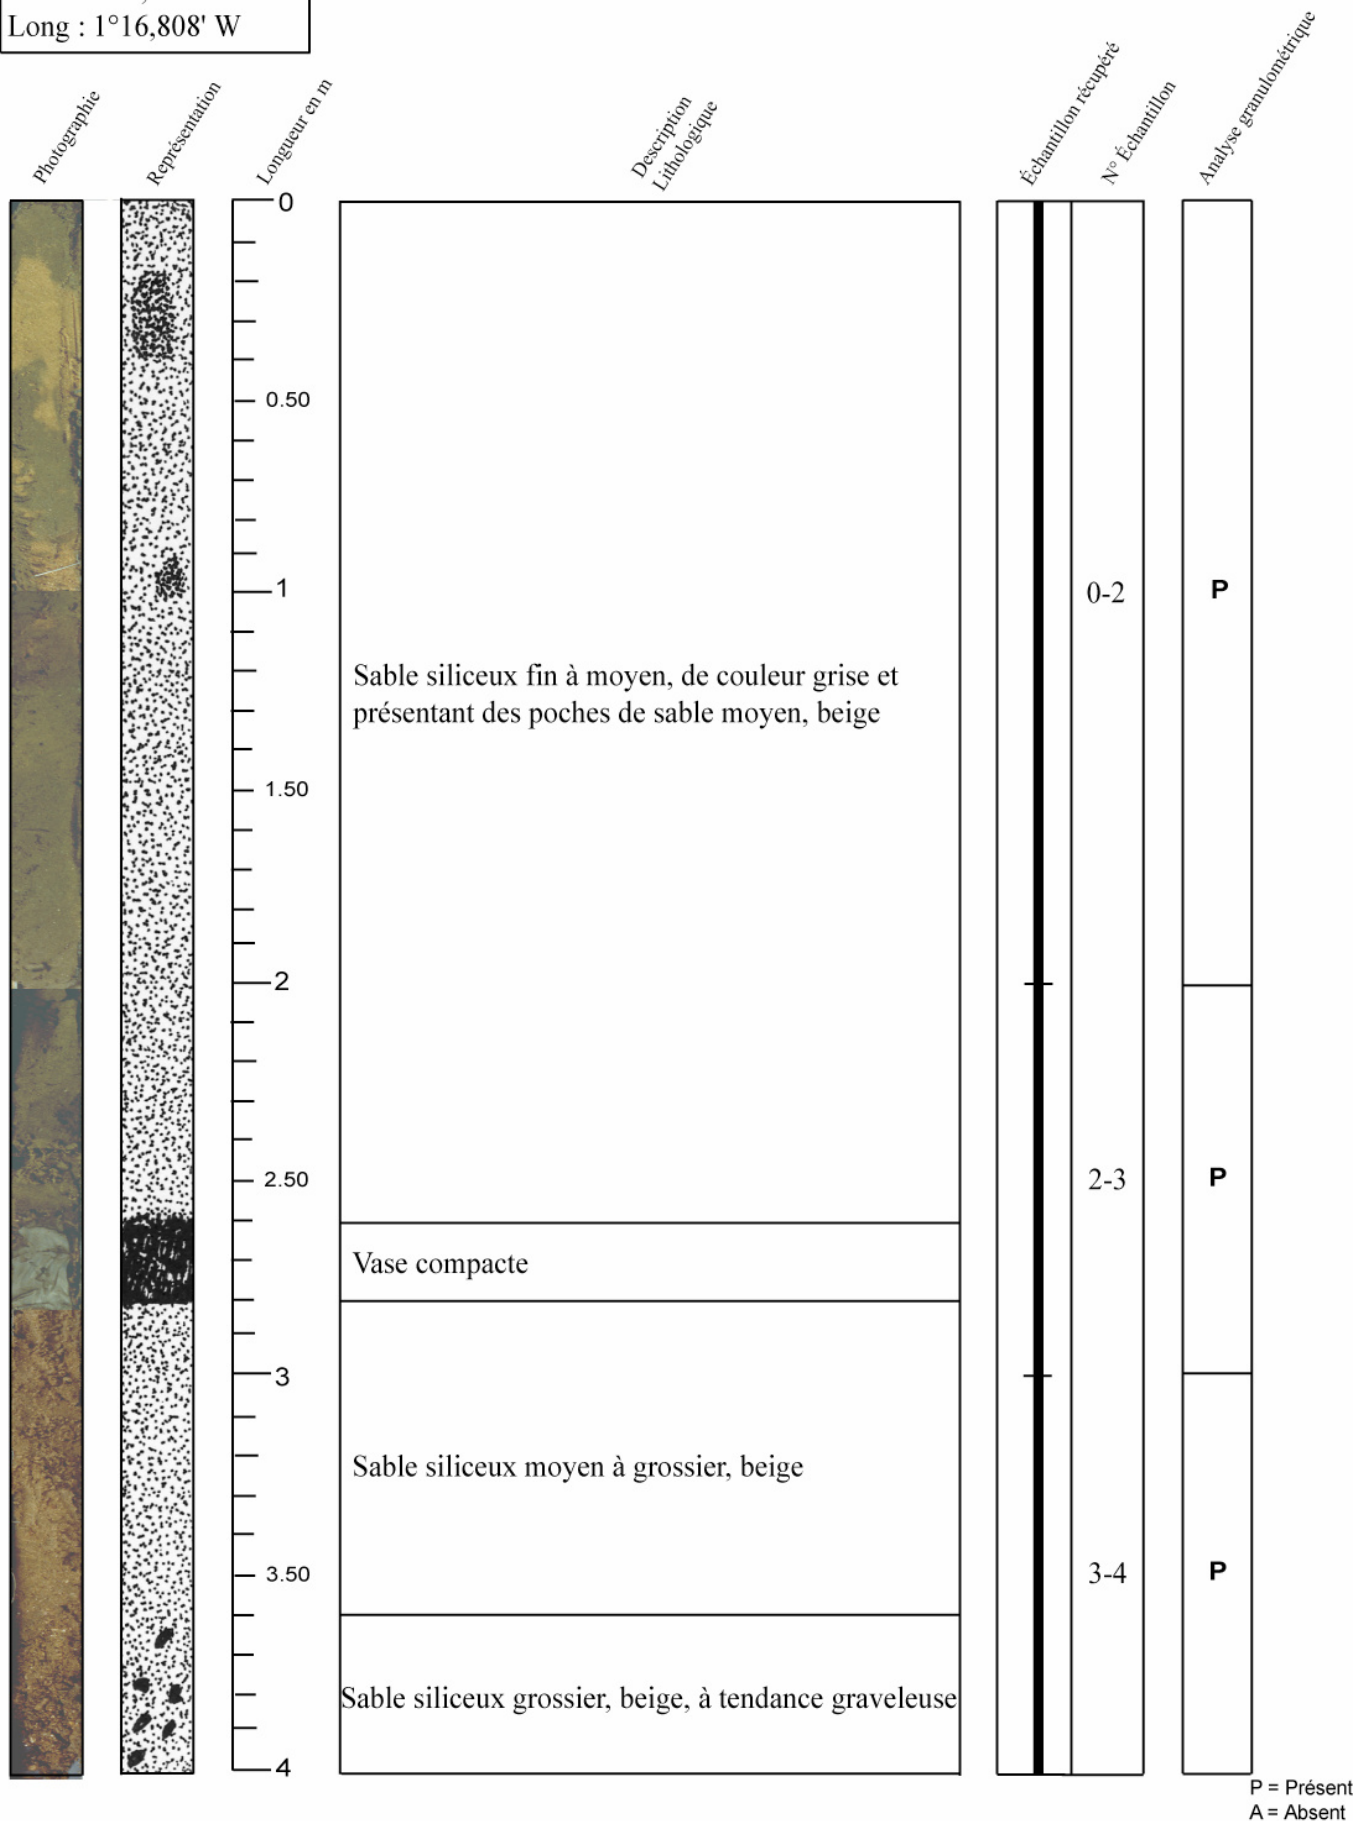 Long : 1°16,808' W
Photographie
Représentation
Longueur en m
Description
Lithologique
Échantillon récupéré
N° Échantillon
Analyse granulométrique
0
0.50
1
1.50
2
2.50
3
3.50
4
Sable siliceux fin à moyen, de couleur grise et
présentant des poches de sable moyen, beige
Vase compacte
Sable siliceux moyen à grossier, beige
Sable siliceux grossier, beige, à tendance graveleuse
0-2
2-3
3-4
P
P
P
P = Présent
A = Absent